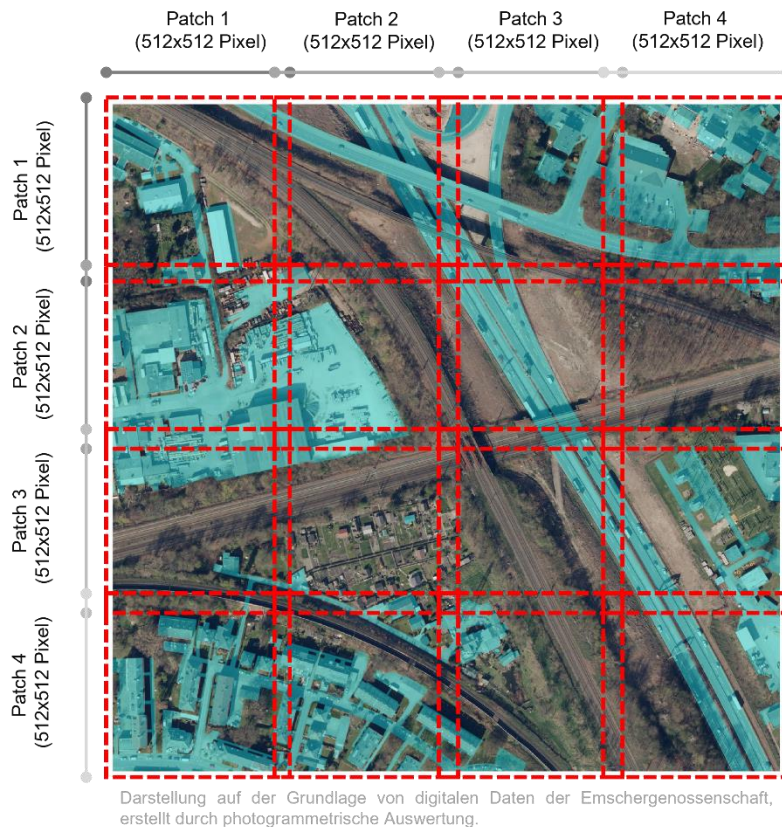 Patch 1
(512x512 Pixel)
Patch 2
(512x512 Pixel)
Patch 3
(512x512 Pixel)
Patch 4
(512x512 Pixel)
Patch 1
(512x512 Pixel)
Patch 2
(512x512 Pixel)
Patch 3
(512x512 Pixel)
Patch 4
(512x512 Pixel)
Darstellung auf der Grundlage von digitalen Daten der Emschergenossenschaft,
erstellt durch photogrammetrische Auswertung.